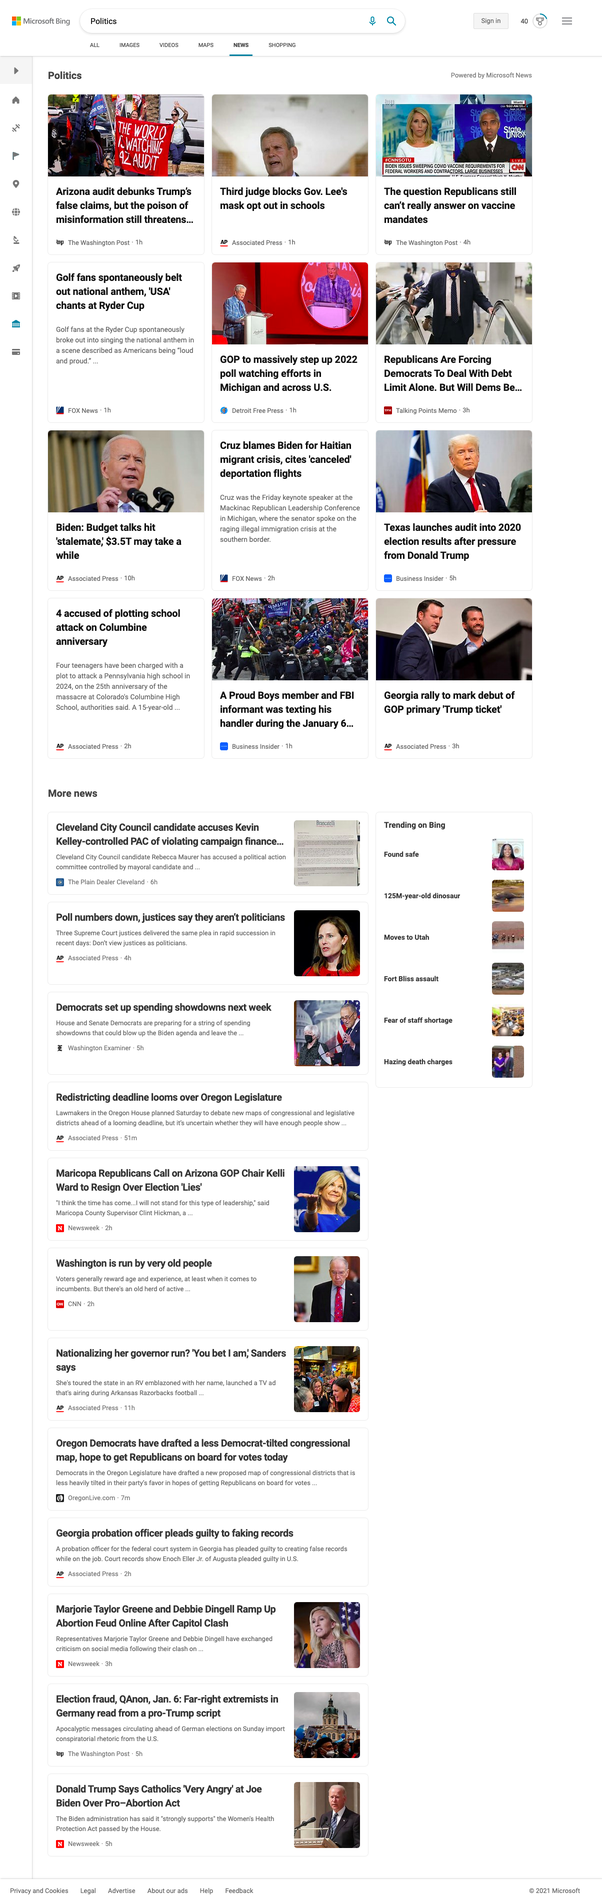 Microsoft Bing
Politics
Sign in
40
ALL IMAGES VIDEOS MAPS NEWS SHOPPING
Politics
Powered by Microsoft News
THE WORLD
IS WATCHING
AZ AUDIT
Arizona audit debunks Trump's
false claims, but the poison of
misinformation still threatens...
The Washington Post · 1h
Third judge blocks Gov. Lee's
mask opt out in schools
Associated Press · 1h
#CNNSOTU
BIDEN ISSUES SWEEPING COVID VACCINE REQUIREMENTS FOR
FEDERAL WORKERS AND CONTRACTORS, LARGE BUSINESSES
CNN
The question Republicans still
can't really answer on vaccine
mandates
The Washington Post · 4h
Golf fans spontaneously belt
out national anthem, 'USA'
chants at Ryder Cup
Golf fans at the Ryder Cup spontaneously
broke out into singing the national anthem in
a scene described as Americans being "loud
and proud." ...
FOX News · 1h
GOP to massively step up 2022
poll watching efforts in
Michigan and across U.S.
Detroit Free Press · 1h
Republicans Are Forcing
Democrats To Deal With Debt
Limit Alone. But Will Dems Be...
Talking Points Memo · 3h
Biden: Budget talks hit
'stalemate,' $3.5T may take a
while
Associated Press · 10h
Cruz blames Biden for Haitian
migrant crisis, cites 'canceled'
deportation flights
Cruz was the Friday keynote speaker at the
Mackinac Republican Leadership Conference
in Michigan, where the senator spoke on the
raging illegal immigration crisis at the
southern border.
FOX News · 2h
Texas launches audit into 2020
election results after pressure
from Donald Trump
Business Insider · 5h
4 accused of plotting school
attack on Columbine
anniversary
Four teenagers have been charged with a
plot to attack a Pennsylvania high school in
2024, on the 25th anniversary of the
massacre at Colorado's Columbine High
School, authorities said. A 15-year-old ...
Associated Press · 2h
A Proud Boys member and FBI
informant was texting his
handler during the January 6...
Business Insider · 1h
Georgia rally to mark debut of
GOP primary 'Trump ticket'
Associated Press · 3h
More news
Cleveland City Council candidate accuses Kevin
Kelley-controlled PAC of violating campaign finance...
Cleveland City Council candidate Rebecca Maurer has accused a political action
committee controlled by mayoral candidate and ...
The Plain Dealer Cleveland · 6h
Poll numbers down, justices say they aren't politicians
Three Supreme Court justices delivered the same plea in rapid succession in
recent days: Don't view justices as politicians.
Associated Press · 4h
Democrats set up spending showdowns next week
House and Senate Democrats are preparing for a string of spending
showdowns that could blow up the Biden agenda and leave the ...
Washington Examiner · 5h
Redistricting deadline looms over Oregon Legislature
Lawmakers in the Oregon House planned Saturday to debate new maps of congressional and legislative
districts ahead of a looming deadline, but it's uncertain whether they will have enough people show ...
Associated Press · 51m
Maricopa Republicans Call on Arizona GOP Chair Kelli
Ward to Resign Over Election 'Lies'
"I think the time has come...I will not stand for this type of leadership," said
Maricopa County Supervisor Clint Hickman, a ...
Newsweek · 2h
Washington is run by very old people
Voters generally reward age and experience, at least when it comes to
incumbents. But there's an old herd of active ...
CNN · 2h
Nationalizing her governor run? 'You bet I am,' Sanders
says
She's toured the state in an RV emblazoned with her name, launched a TV ad
that's airing during Arkansas Razorbacks football ...
Associated Press · 11h
Oregon Democrats have drafted a less Democrat-tilted congressional
map, hope to get Republicans on board for votes today
Democrats in the Oregon Legislature have drafted a new proposed map of congressional districts that is
less heavily tilted in their party's favor in hopes of getting Republicans on board for votes ...
OregonLive.com · 7m
Georgia probation officer pleads guilty to faking records
A probation officer for the federal court system in Georgia has pleaded guilty to creating false records
while on the job. Court records show Enoch Eller Jr. of Augusta pleaded guilty in U.S.
Associated Press · 2h
Marjorie Taylor Greene and Debbie Dingell Ramp Up
Abortion Feud Online After Capitol Clash
Representatives Marjorie Taylor Greene and Debbie Dingell have exchanged
criticism on social media following their clash on ...
Newsweek · 3h
Election fraud, QAnon, Jan. 6: Far-right extremists in
Germany read from a pro-Trump script
Apocalyptic messages circulating ahead of German elections on Sunday import
conspiratorial rhetoric from the U.S.
The Washington Post · 5h
Donald Trump Says Catholics 'Very Angry' at Joe
Biden Over Pro–Abortion Act
The Biden administration has said it "strongly supports" the Women's Health
Protection Act passed by the House.
Newsweek · 5h
Trending on Bing
Found safe
125M-year-old dinosaur
Moves to Utah
Fort Bliss assault
Fear of staff shortage
Hazing death charges
Privacy and Cookies Legal Advertise About our ads Help Feedback
© 2021 Microsoft